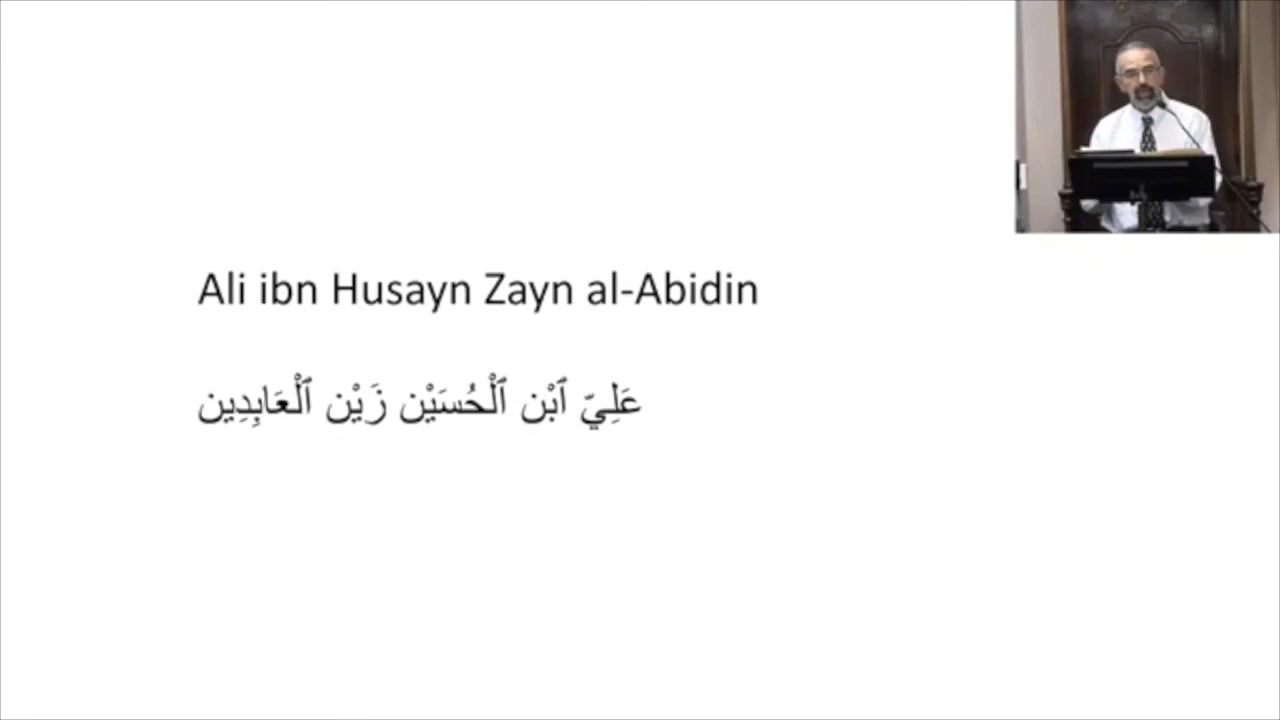 Ali ibn Husayn Zayn al-Abidin
عَلِيّ ٱبْن ٱلْحُسَيْن زَيْن ٱلْعَابِدِين